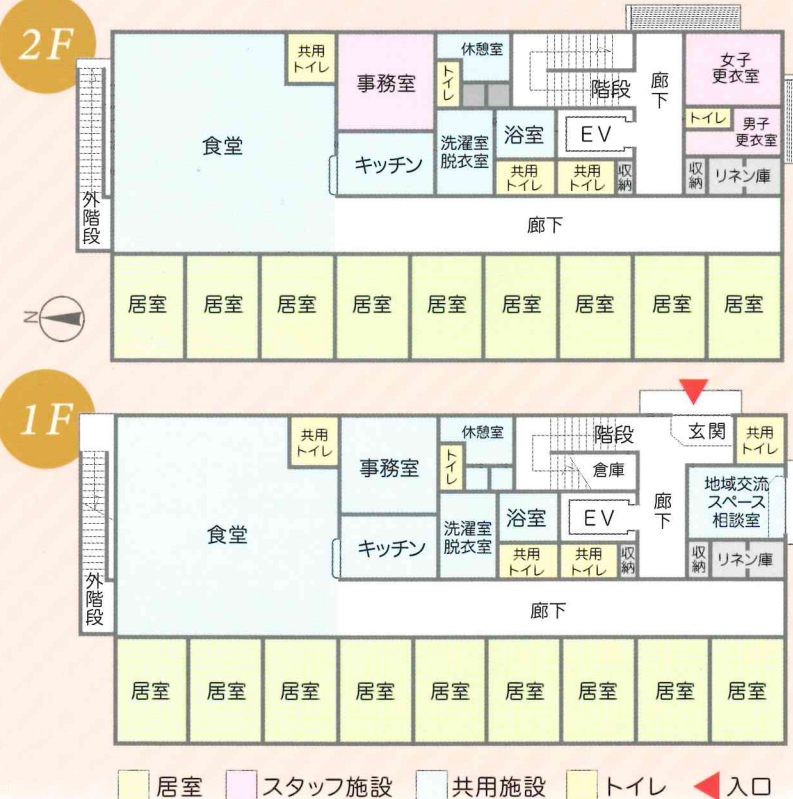 2F
共用
トイレ
事務室
休憩室
トイレ
階段
廊下
女子
更衣室
食堂
キッチン
洗濯室
脱衣室
浴室
EV
トイレ
男子
更衣室
共用
トイレ
共用
トイレ
収納
収納
リネン庫
外階段
廊下
居室
居室
居室
居室
居室
居室
居室
居室
居室
N
1F
共用
トイレ
事務室
休憩室
トイレ
階段
倉庫
玄関
共用
トイレ
食堂
キッチン
洗濯室
脱衣室
浴室
EV
廊下
地域交流
スペース
相談室
共用
トイレ
共用
トイレ
収納
収納
リネン庫
外階段
廊下
居室
居室
居室
居室
居室
居室
居室
居室
居室
居室 スタッフ施設 共用施設 トイレ 入口